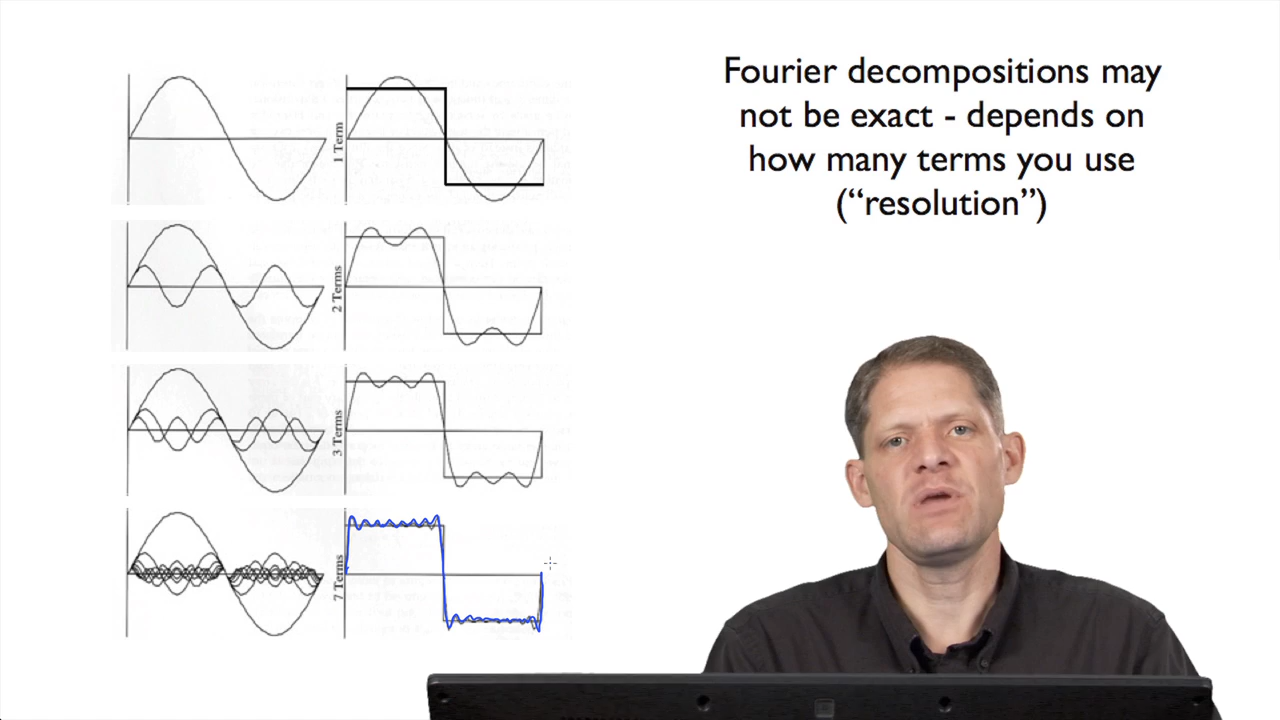 Fourier decompositions may
not be exact - depends on
how many terms you use
(“resolution”)
1 Term
2 Terms
3 Terms
7 Terms